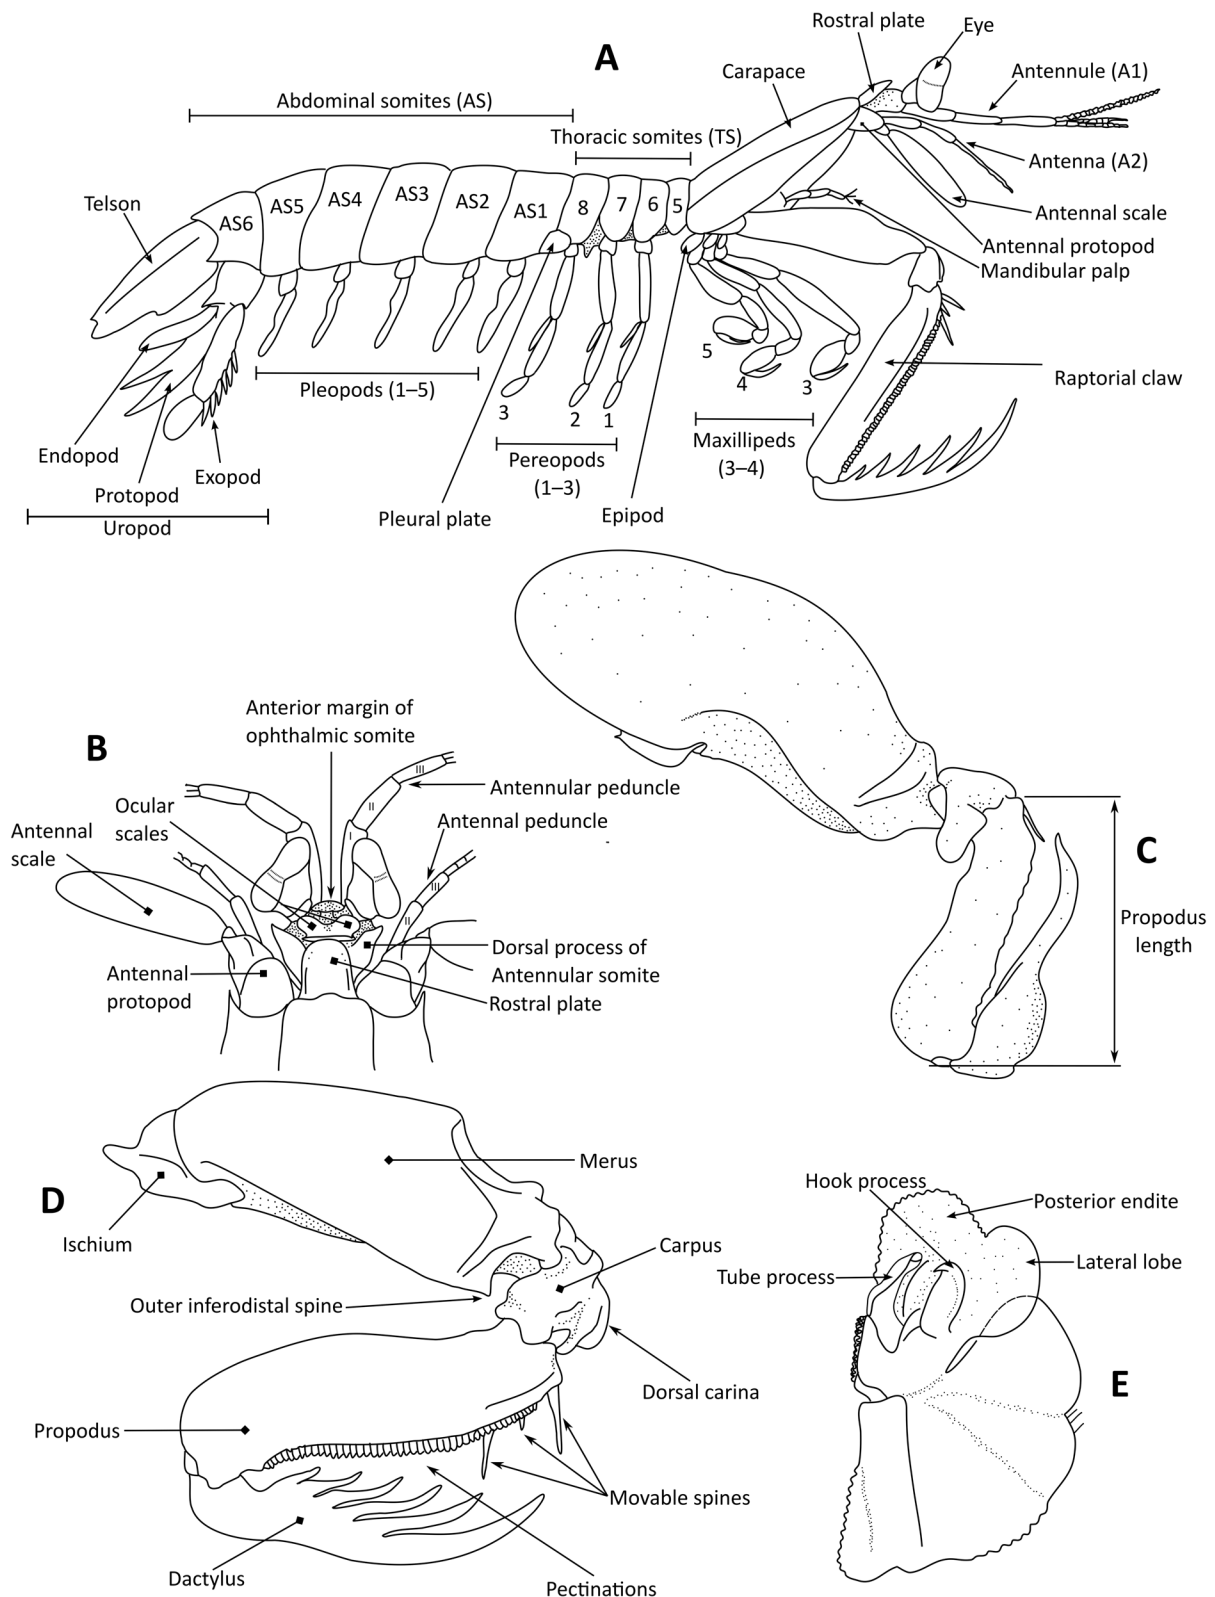 A
Rostral plate
Eye
Carapace
Antennule (A1)
Abdominal somites (AS)
Thoracic somites (TS)
Antenna (A2)
Telson
AS6
AS5
AS4
AS3
AS2
AS1
8
7
6
5
Antennal scale
Antennal protopod
Mandibular palp
5
4
3
Raptorial claw
Pleopods (1–5)
3
2
1
Maxillipeds
(3–4)
Endopod
Protopod
Exopod
Uropod
Pereopods
(1–3)
Pleural plate
Epipod
B
Anterior margin of
ophthalmic somite
III
II
I
Antennular peduncle
Ocular
scales
Antennal peduncle
Antennal
scale
III
II
Dorsal process of
Antennular somite
Antennal
protopod
Rostral plate
C
Propodus
length
D
Merus
Ischium
Carpus
Outer inferodistal spine
Dorsal carina
Propodus
Movable spines
Dactylus
Pectinations
Hook process
Posterior endite
Tube process
Lateral lobe
E